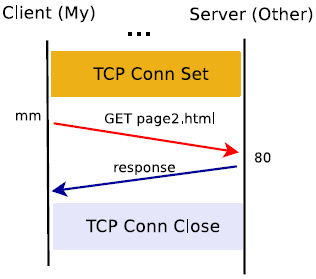 Client (My)
Server (Other)
...
TCP Conn Set
mm
GET page2.html
80
response
TCP Conn Close